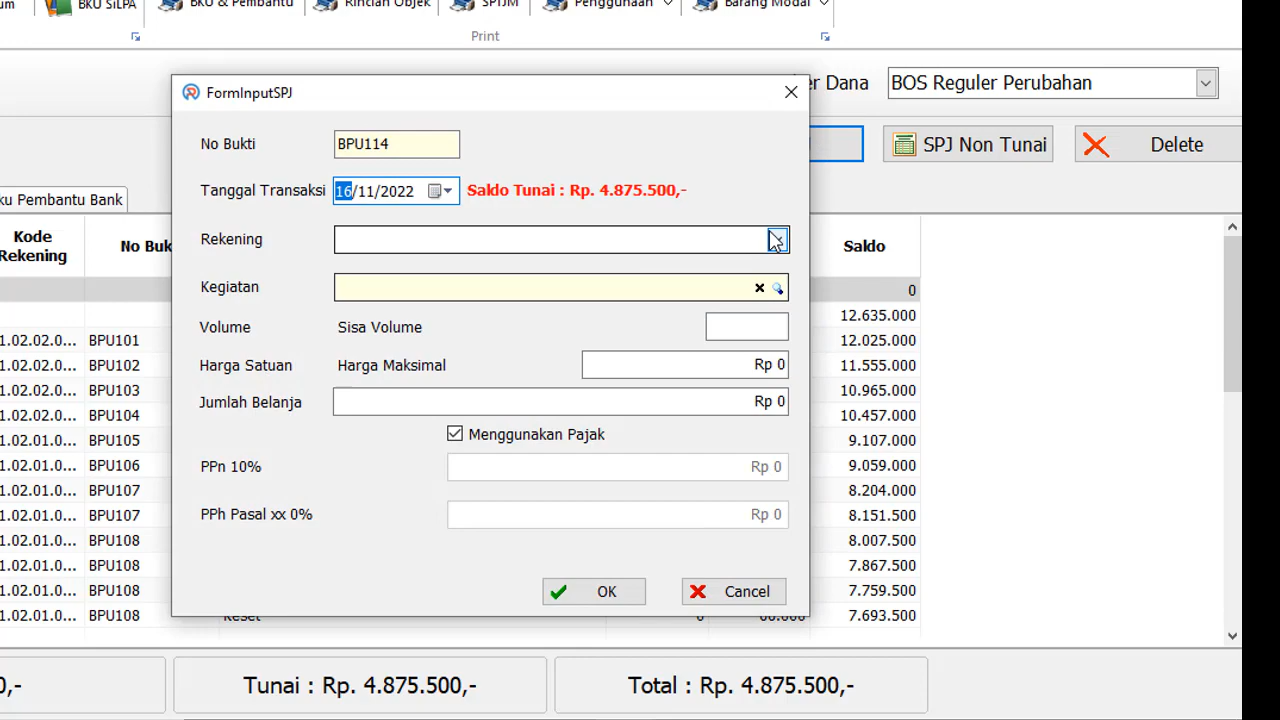 um
BKU SiLPA
BKU & Pembantu
Rincian Objek
SPTJM
Penggunaan
Barang Modal
Print
er Dana
BOS Reguler Perubahan
FormInputSPJ
No Bukti
BPU114
SPJ Non Tunai
Delete
Tanggal Transaksi
16/11/2022
Saldo Tunai : Rp. 4.875.500,-
ku Pembantu Bank
Rekening
Kode
Rekening
No Buk
Saldo
Kegiatan
0
12.635.000
Volume
Sisa Volume
1.02.02.0... BPU101
12.025.000
Harga Satuan
Harga Maksimal
Rp 0
1.02.02.0... BPU102
11.555.000
1.02.02.0... BPU103
10.965.000
Jumlah Belanja
Rp 0
1.02.02.0... BPU104
10.457.000
Menggunakan Pajak
1.02.01.0... BPU105
9.107.000
PPn 10%
Rp 0
1.02.01.0... BPU106
9.059.000
1.02.01.0... BPU107
8.204.000
PPh Pasal xx 0%
Rp 0
1.02.01.0... BPU107
8.151.500
1.02.01.0... BPU108
8.007.500
1.02.01.0... BPU108
7.867.500
OK
Cancel
1.02.01.0... BPU108
7.759.500
1.02.01.0... BPU108
Reset
0
7.693.500
0,-
Tunai : Rp. 4.875.500,-
Total : Rp. 4.875.500,-